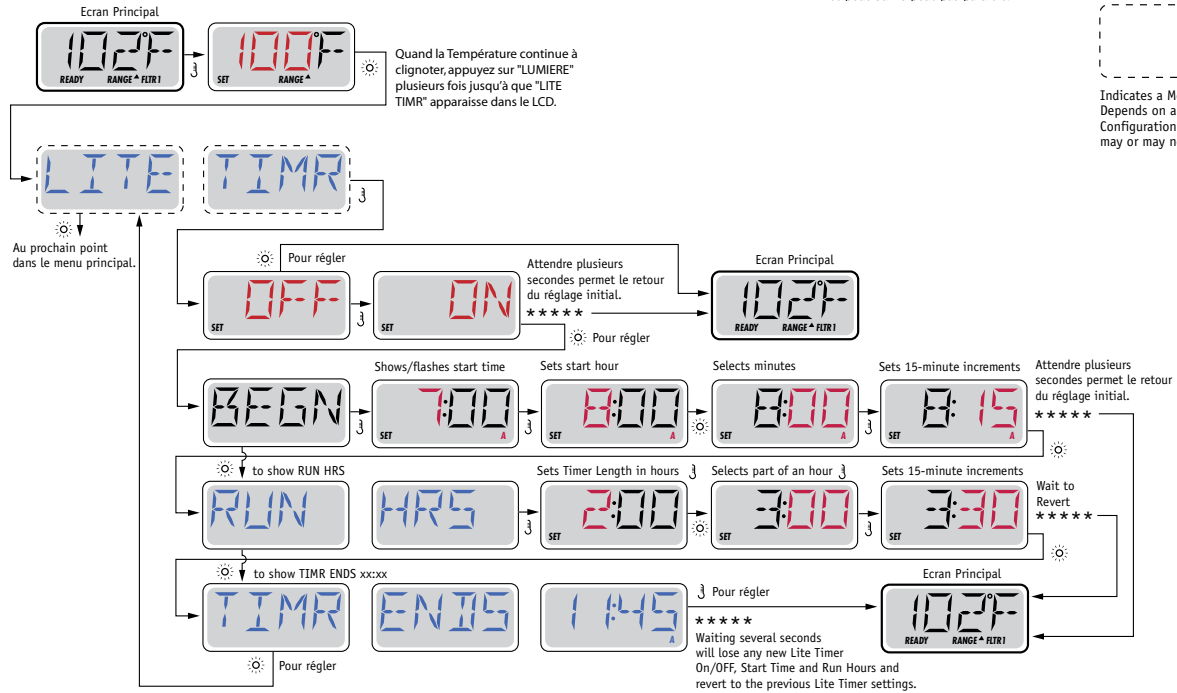 Ecran Principal
102°F
READY RANGE FLTR1
100°F
SET RANGE
Quand la Température continue à
clignoter, appuyez sur "LUMIERE"
plusieurs fois jusqu'à que "LITE
TIMR" apparaisse dans le LCD.
Indicates a M
Depends on a
Configuration
may or may n
LITE TIMR
Au prochain point
dans le menu principal.
Pour régler
OFF
SET
ON
SET
Attendre plusieurs
secondes permet le retour
du réglage initial.
* * * * *
Pour régler
Ecran Principal
102°F
READY RANGE FLTR1
BEGN
Shows/flashes start time
7:00
A
Sets start hour
8:00
SET A
Selects minutes
8:00
SET A
Sets 15-minute increments
8:15
SET A
Attendre plusieurs
secondes permet le retour
du réglage initial.
* * * * *
to show RUN HRS
RUN HRS
Sets Timer Length in hours
2:00
SET
Selects part of an hour
3:00
SET
Sets 15-minute increments
3:30
SET
Wait to
Revert
* * * * *
to show TIMR ENDS xx:xx
TIMR ENDS 11:45
A
Pour régler
* * * * *
Waiting several seconds
will lose any new Lite Timer
On/OFF, Start Time and Run Hours and
revert to the previous Lite Timer settings.
Ecran Principal
102°F
READY RANGE FLTR1
Pour régler